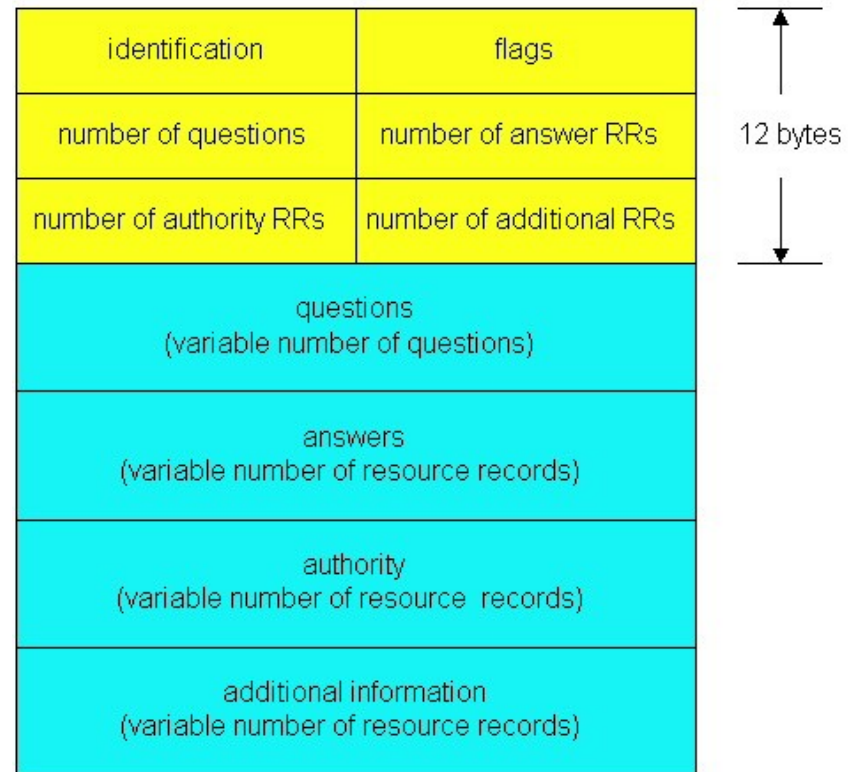 identification
flags
number of questions
number of answer RRs
12 bytes
number of authority RRs
number of additional RRs
questions
(variable number of questions)
answers
(variable number of resource records)
authority
(variable number of resource records)
additional information
(variable number of resource records)